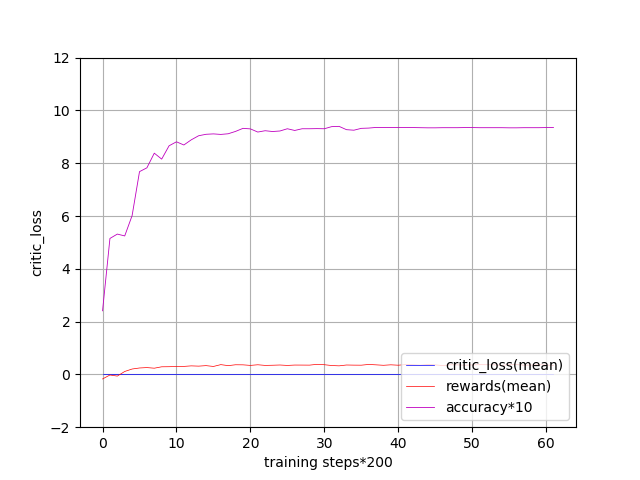 12
10
8
6
4
2
0
−2
critic_loss
0 10 20 30 40 50 60
training steps*200
critic_loss(mean)
rewards(mean)
accuracy*10